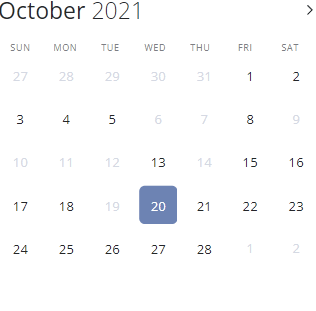 October 2021
SUN MON TUE WED THU FRI SAT
27 28 29 30 31 1 2
3 4 5 6 7 8 9
10 11 12 13 14 15 16
17 18 19 20 21 22 23
24 25 26 27 28 1 2